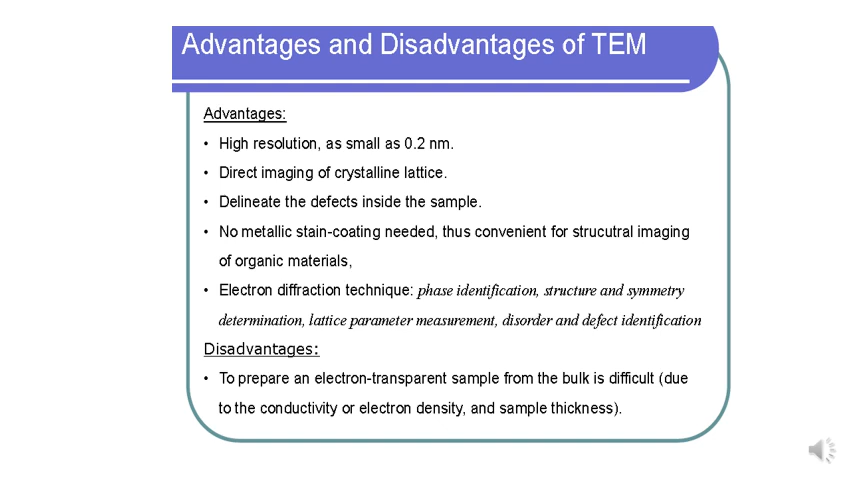 Advantages and Disadvantages of TEM
Advantages:
• High resolution, as small as 0.2 nm.
• Direct imaging of crystalline lattice.
• Delineate the defects inside the sample.
• No metallic stain-coating needed, thus convenient for strucutral imaging
of organic materials,
• Electron diffraction technique: phase identification, structure and symmetry
determination, lattice parameter measurement, disorder and defect identification
Disadvantages:
• To prepare an electron-transparent sample from the bulk is difficult (due
to the conductivity or electron density, and sample thickness).